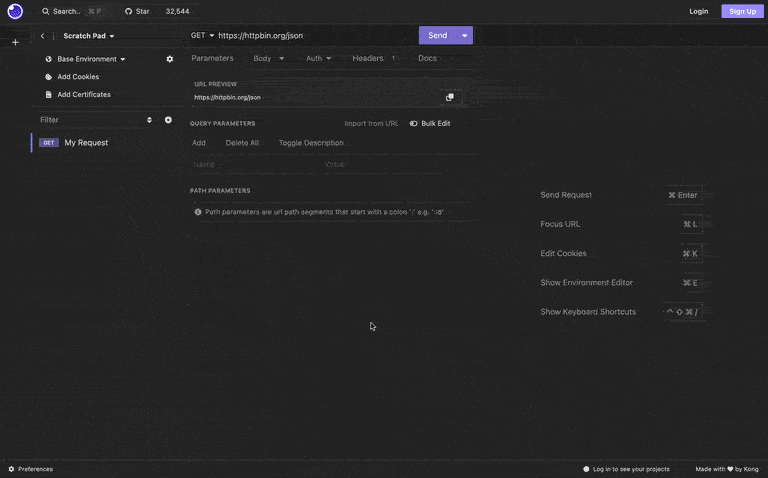 Search.. ⌘ P
Star 32,544
Login
Sign Up
Scratch Pad
GET https://httpbin.org/json
Send
Base Environment
Add Cookies
Add Certificates
Filter
GET My Request
Parameters Body Auth Headers 1 Docs
URL PREVIEW
https://httpbin.org/json
QUERY PARAMETERS Import from URL Bulk Edit
Add Delete All Toggle Description
Name Value
PATH PARAMETERS
Path parameters are url path segments that start with a colon ':' e.g. ':id'
Send Request ⌘ Enter
Focus URL ⌘ L
Edit Cookies ⌘ K
Show Environment Editor ⌘ E
Show Keyboard Shortcuts ^ ⇧ ⌘ /
Preferences
Log in to see your projects
Made with ♥ by Kong